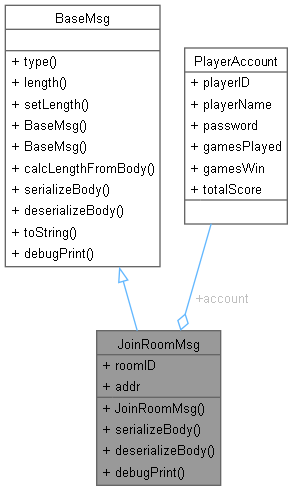 BaseMsg
+ type()
+ length()
+ setLength()
+ BaseMsg()
+ BaseMsg()
+ calcLengthFromBody()
+ serializeBody()
+ deserializeBody()
+ toString()
+ debugPrint()
PlayerAccount
+ playerID
+ playerName
+ password
+ gamesPlayed
+ gamesWin
+ totalScore
+account
JoinRoomMsg
+ roomID
+ addr
+ JoinRoomMsg()
+ serializeBody()
+ deserializeBody()
+ debugPrint()